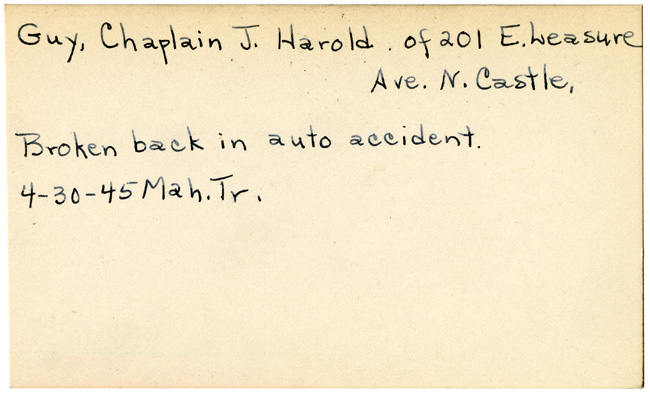 Guy, Chaplain J. Harold. of 201 E. Leasure
Ave. N. Castle,
Broken back in auto accident.
4-30-45 Mah. Tr.